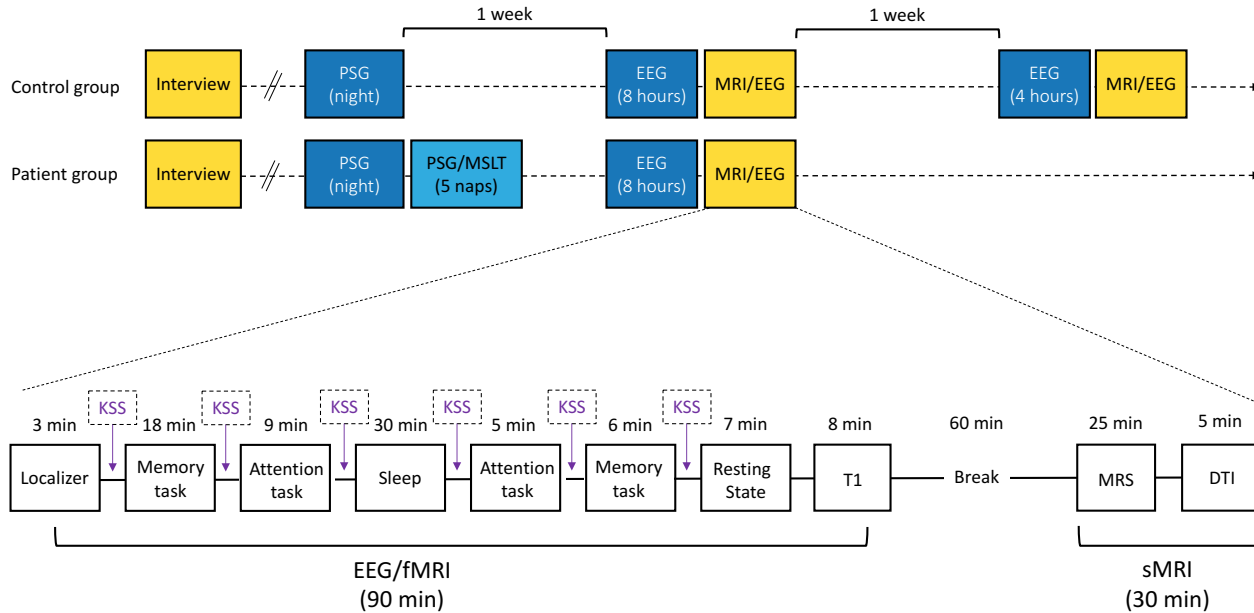 1 week
1 week
Control group
Interview
PSG
(night)
EEG
(8 hours)
MRI/EEG
EEG
(4 hours)
MRI/EEG
Patient group
Interview
PSG
(night)
PSG/MSLT
(5 naps)
EEG
(8 hours)
MRI/EEG
KSS
KSS
KSS
KSS
KSS
KSS
3 min
18 min
9 min
30 min
5 min
6 min
7 min
8 min
60 min
25 min
5 min
Localizer
Memory
task
Attention
task
Sleep
Attention
task
Memory
task
Resting
State
T1
Break
MRS
DTI
EEG/fMRI
(90 min)
sMRI
(30 min)